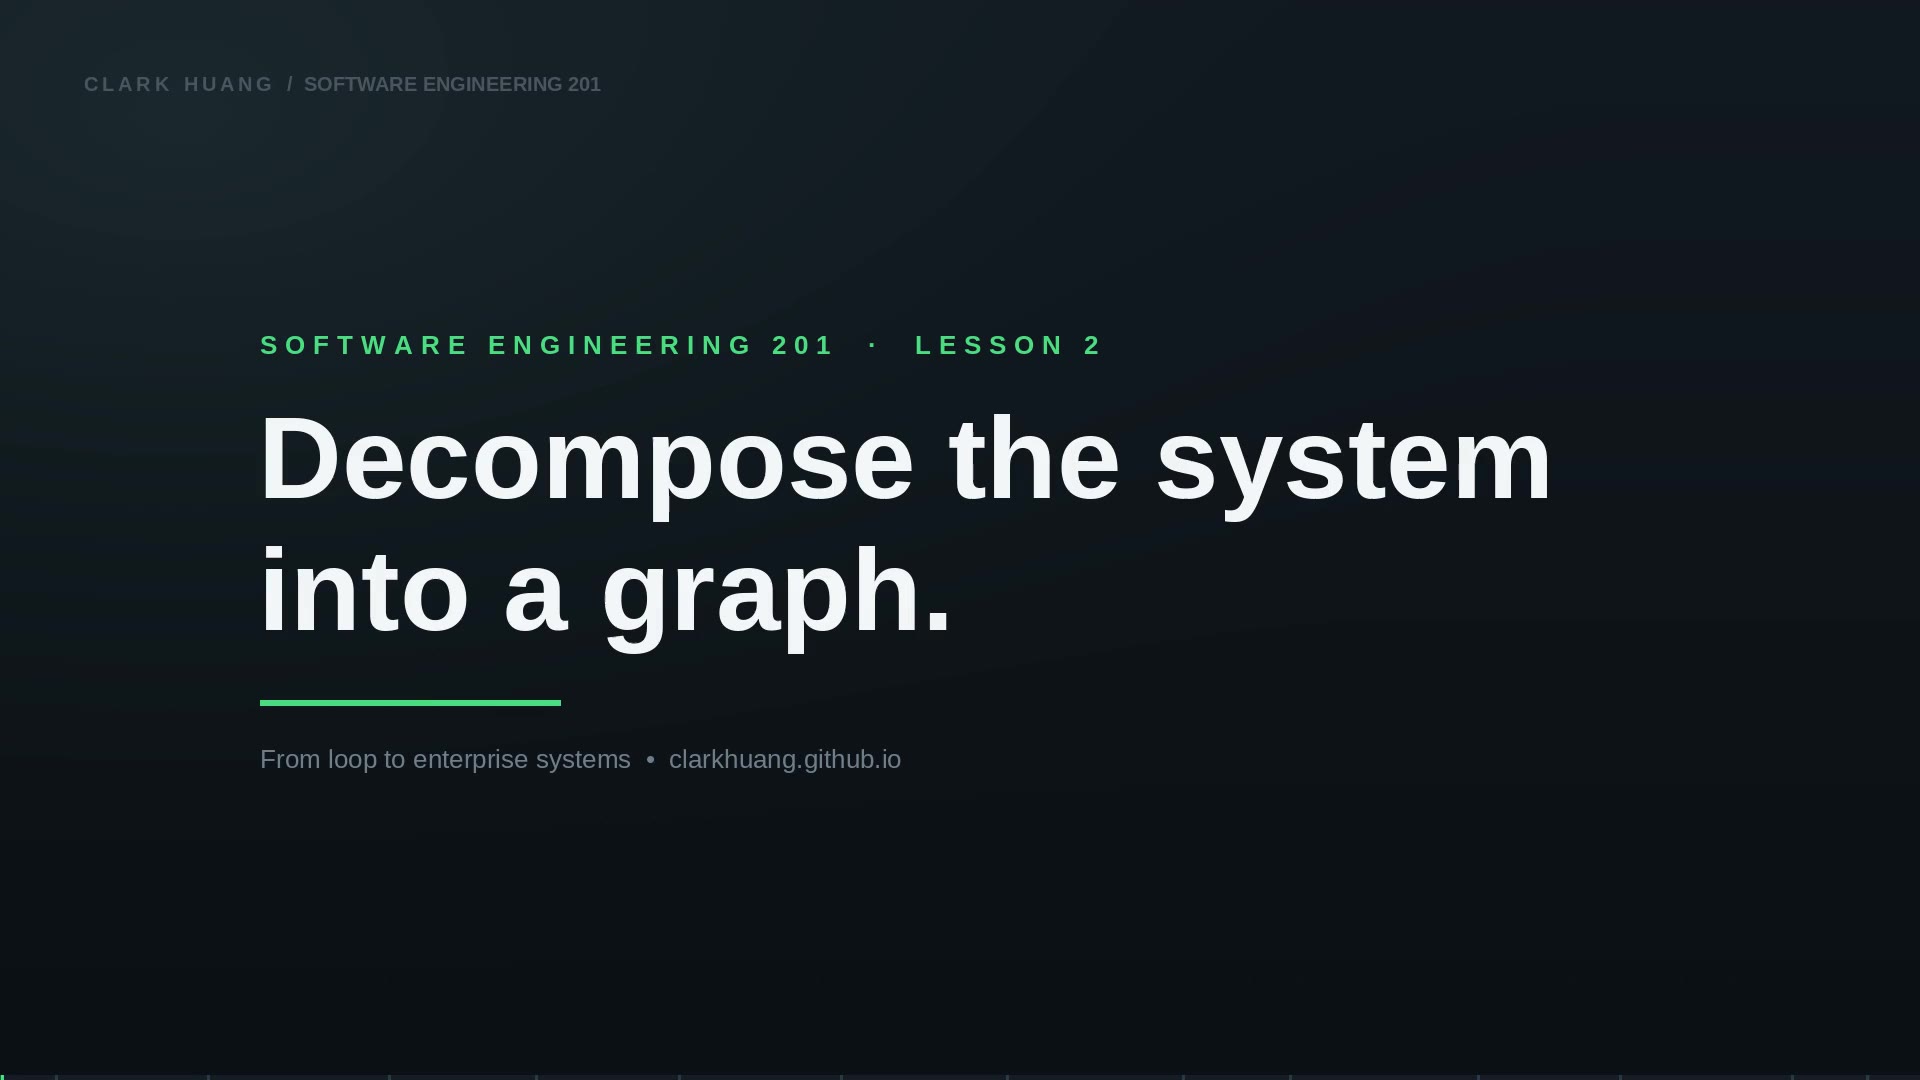 CLARK HUANG / SOFTWARE ENGINEERING 201
SOFTWARE ENGINEERING 201 · LESSON 2
Decompose the system
into a graph.
From loop to enterprise systems • clarkhuang.github.io